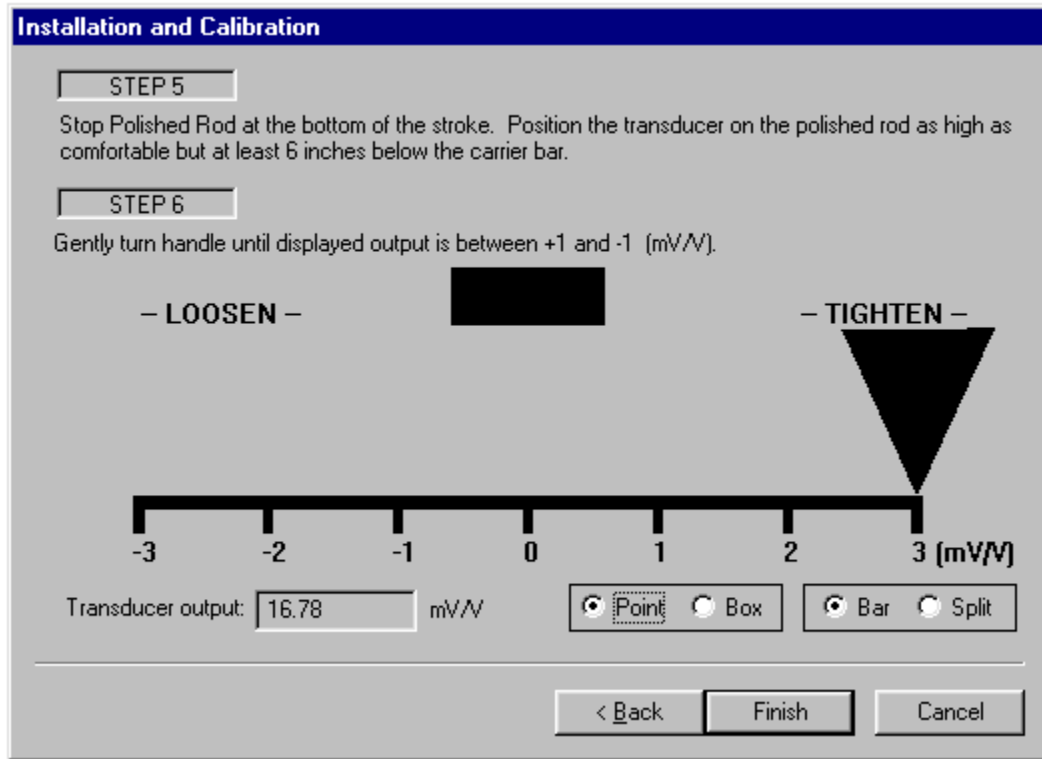 Installation and Calibration
STEP 5
Stop Polished Rod at the bottom of the stroke.  Position the transducer on the polished rod as high as
comfortable but at least 6 inches below the carrier bar.
STEP 6
Gently turn handle until displayed output is between +1 and -1  (mV/V).
– LOOSEN –
– TIGHTEN –
-3 -2 -1 0 1 2 3 (mV/V)
Transducer output: 16.78 mV/V Point Box Bar Split
< Back Finish Cancel